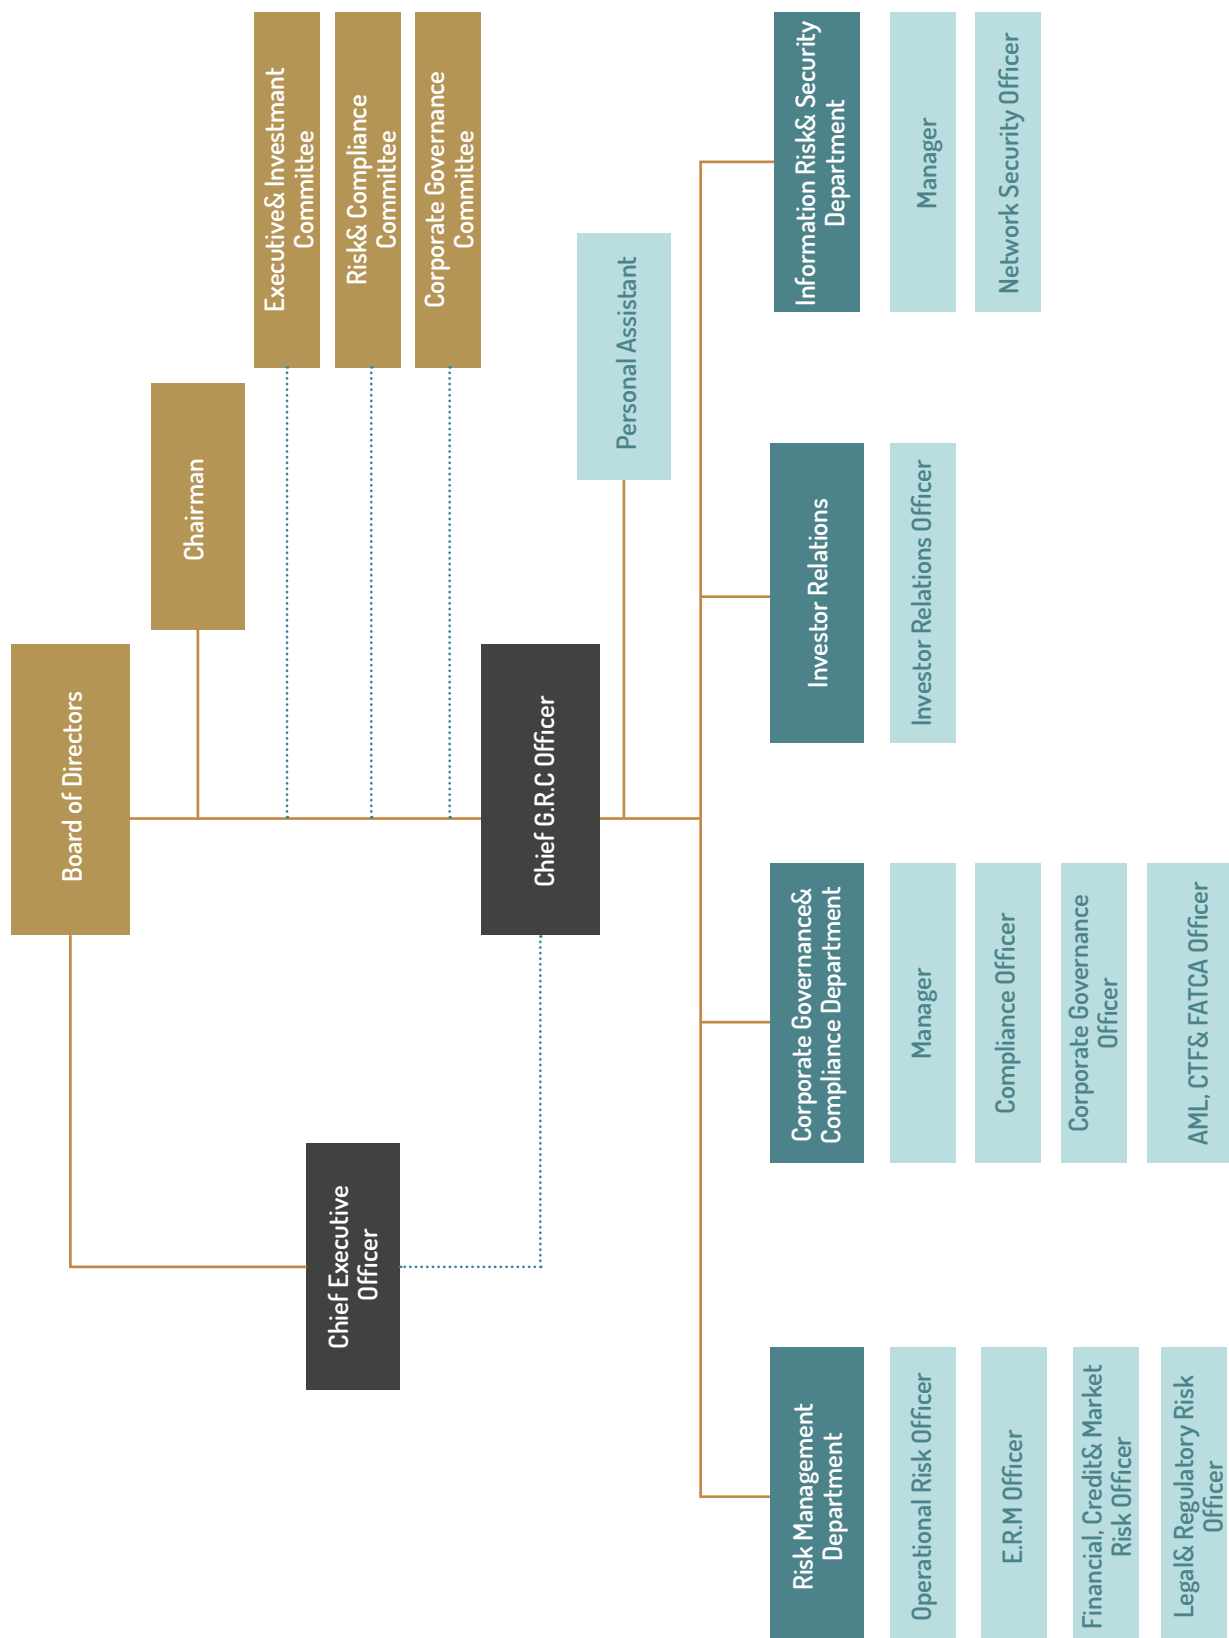 Board of Directors
Chairman
Executive& Investmant
Committee
Risk& Compliance
Committee
Corporate Governance
Committee
Chief Executive
Officer
Chief G.R.C Officer
Personal Assistant
Risk Management
Department
Operational Risk Officer
E.R.M Officer
Financial, Credit& Market
Risk Officer
Legal& Regulatory Risk
Officer
Corporate Governance&
Compliance Department
Manager
Compliance Officer
Corporate Governance
Officer
AML, CTF& FATCA Officer
Investor Relations
Investor Relations Officer
Information Risk& Security
Department
Manager
Network Security Officer